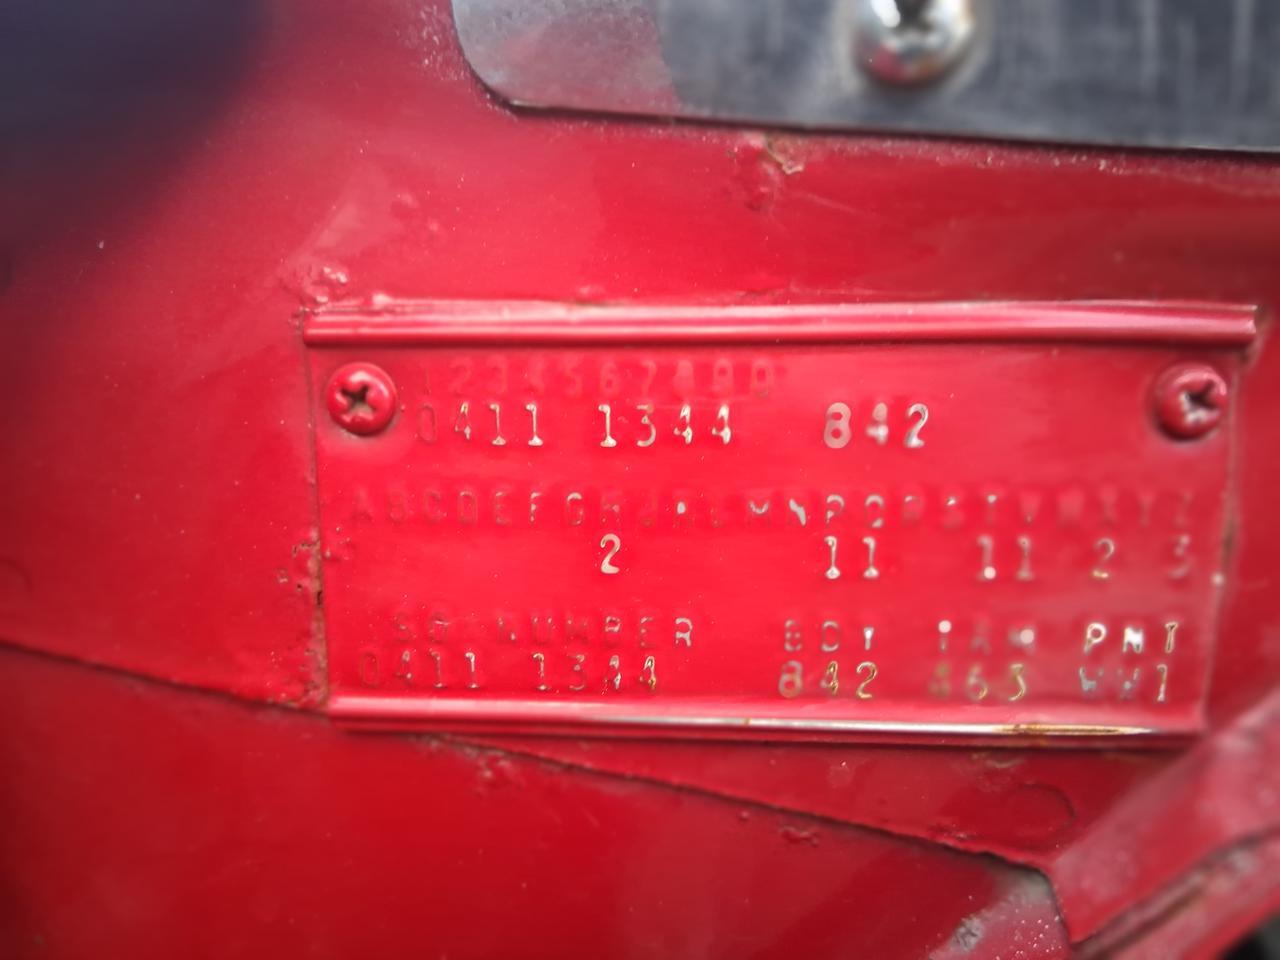 1234567890
0411 1344 842
ABCDEFGHJKLMNPQRSTVWXYZ
2 11 11 2 3
SO NUMBER BDY TRM PNT
0411 1344 842 463 WW1